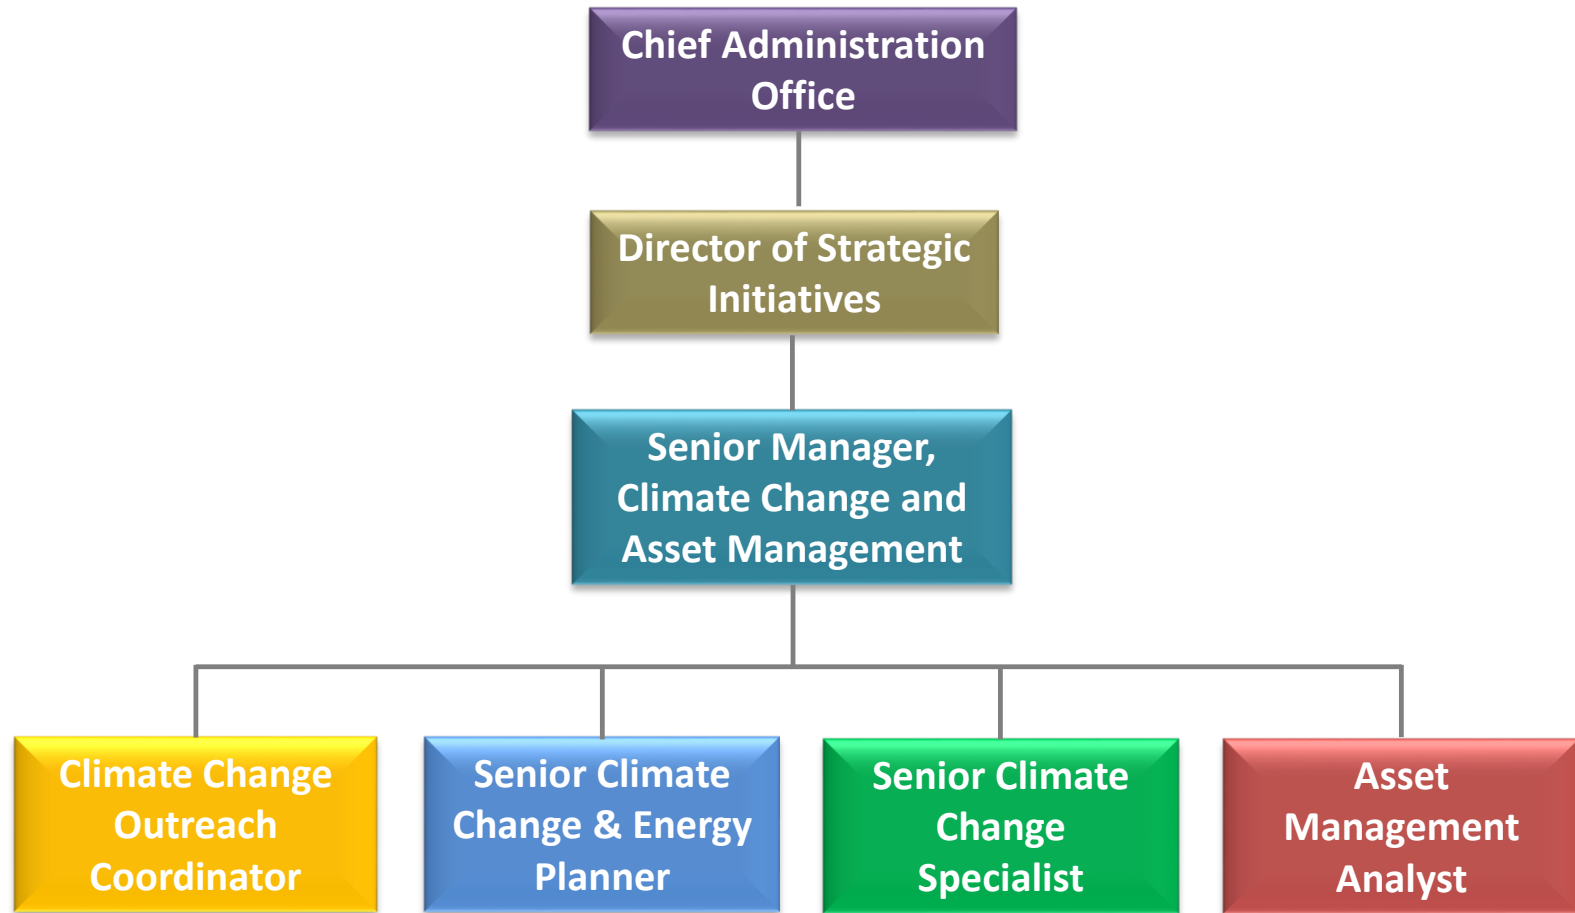 Chief Administration
Office
Director of Strategic
Initiatives
Senior Manager,
Climate Change and
Asset Management
Climate Change
Outreach
Coordinator
Senior Climate
Change & Energy
Planner
Senior Climate
Change
Specialist
Asset
Management
Analyst